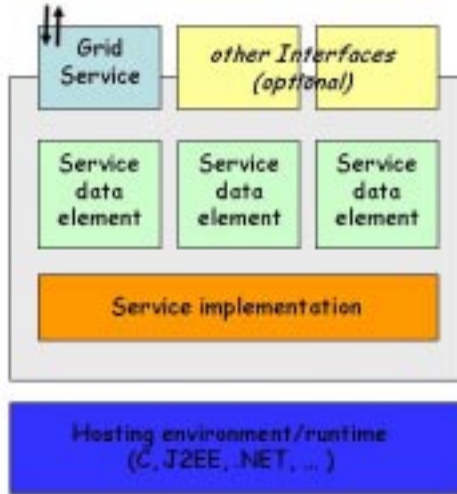 Grid
Service
other Interfaces
(optional)
Service
data
element
Service
data
element
Service
data
element
Service implementation
Hosting environment/runtime
(C, J2EE, .NET, ... )